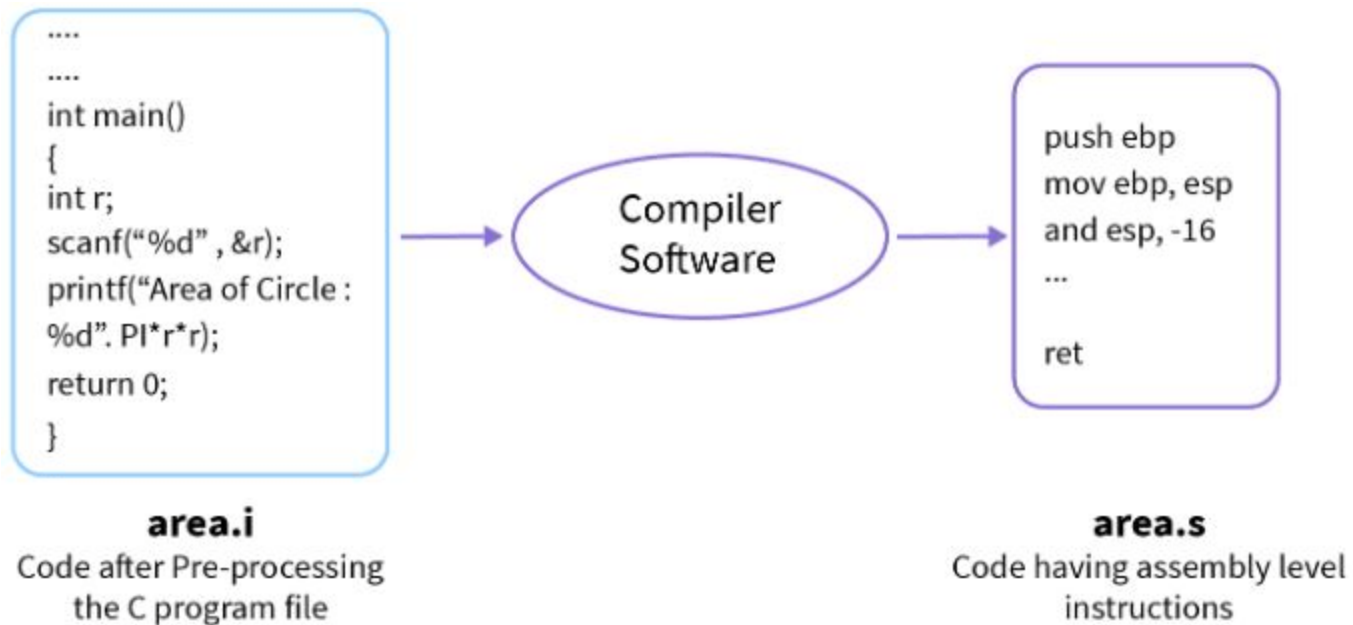 ....
....
int main()
{
int r;
scanf(“%d” , &r);
printf(“Area of Circle :
%d”. PI*r*r);
return 0;
}
area.i
Code after Pre-processing
the C program file
Compiler
Software
push ebp
mov ebp, esp
and esp, -16
...
ret
area.s
Code having assembly level
instructions